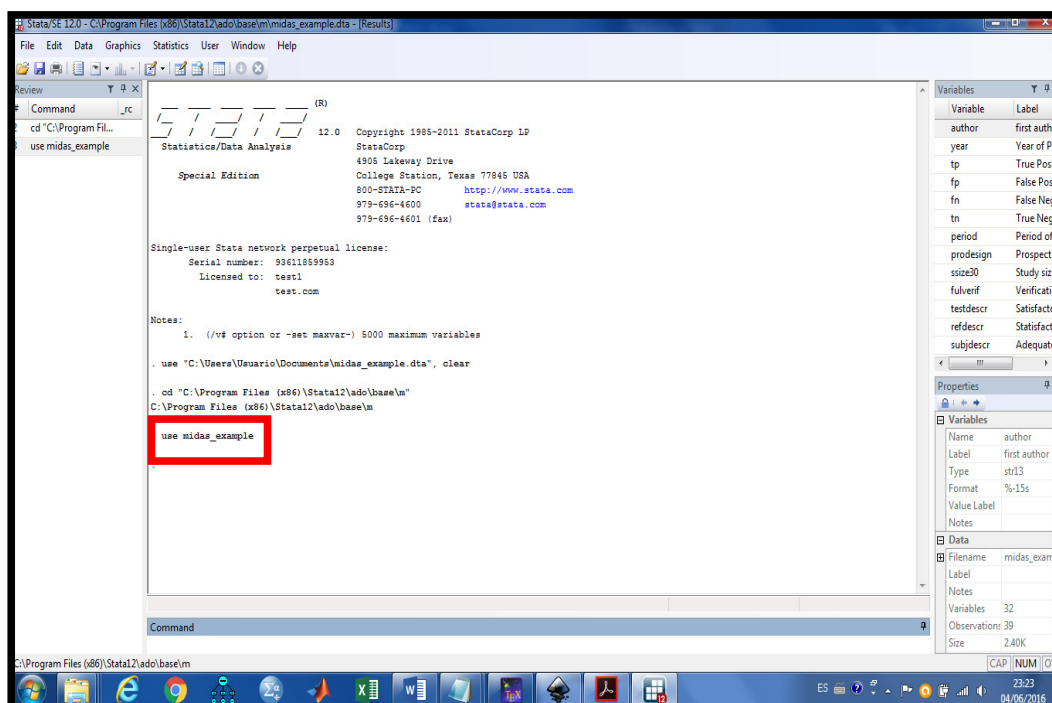 Stata/SE 12.0 - C:\Program Files (x86)\Stata12\ado\base\m\midas_example.dta - [Results]
File Edit Data Graphics Statistics User Window Help
Review
# Command _rc
cd "C:\Program Fil...
use midas_example
(R)
12.0 Copyright 1985-2011 StataCorp LP
Statistics/Data Analysis StataCorp
4905 Lakeway Drive
Special Edition College Station, Texas 77845 USA
800-STATA-PC http://www.stata.com
979-696-4600 stata@stata.com
979-696-4601 (fax)
Single-user Stata network perpetual license:
Serial number: 93611859953
Licensed to: test1
test.com
Notes:
1. (/v# option or -set maxvar-) 5000 maximum variables
. use "C:\Users\Usuario\Documents\midas_example.dta", clear
. cd "C:\Program Files (x86)\Stata12\ado\base\m"
C:\Program Files (x86)\Stata12\ado\base\m
use midas_example
.
Command
Variables
Variable Label
author first auth
year Year of P
tp True Pos
fp False Pos
fn False Neg
tn True Neg
period Period of
prodesign Prospect
ssize30 Study siz
fulverif Verificati
testdescr Satisfacto
refdescr Statisfact
subjdescr Adequate
Properties
Variables
Name author
Label first author
Type str13
Format %-15s
Value Label
Notes
Data
Filename midas_exam
Label
Notes
Variables 32
Observations 39
Size 2.40K
C:\Program Files (x86)\Stata12\ado\base\m
CAP NUM
TEX
12
ES
23:23
04/06/2016